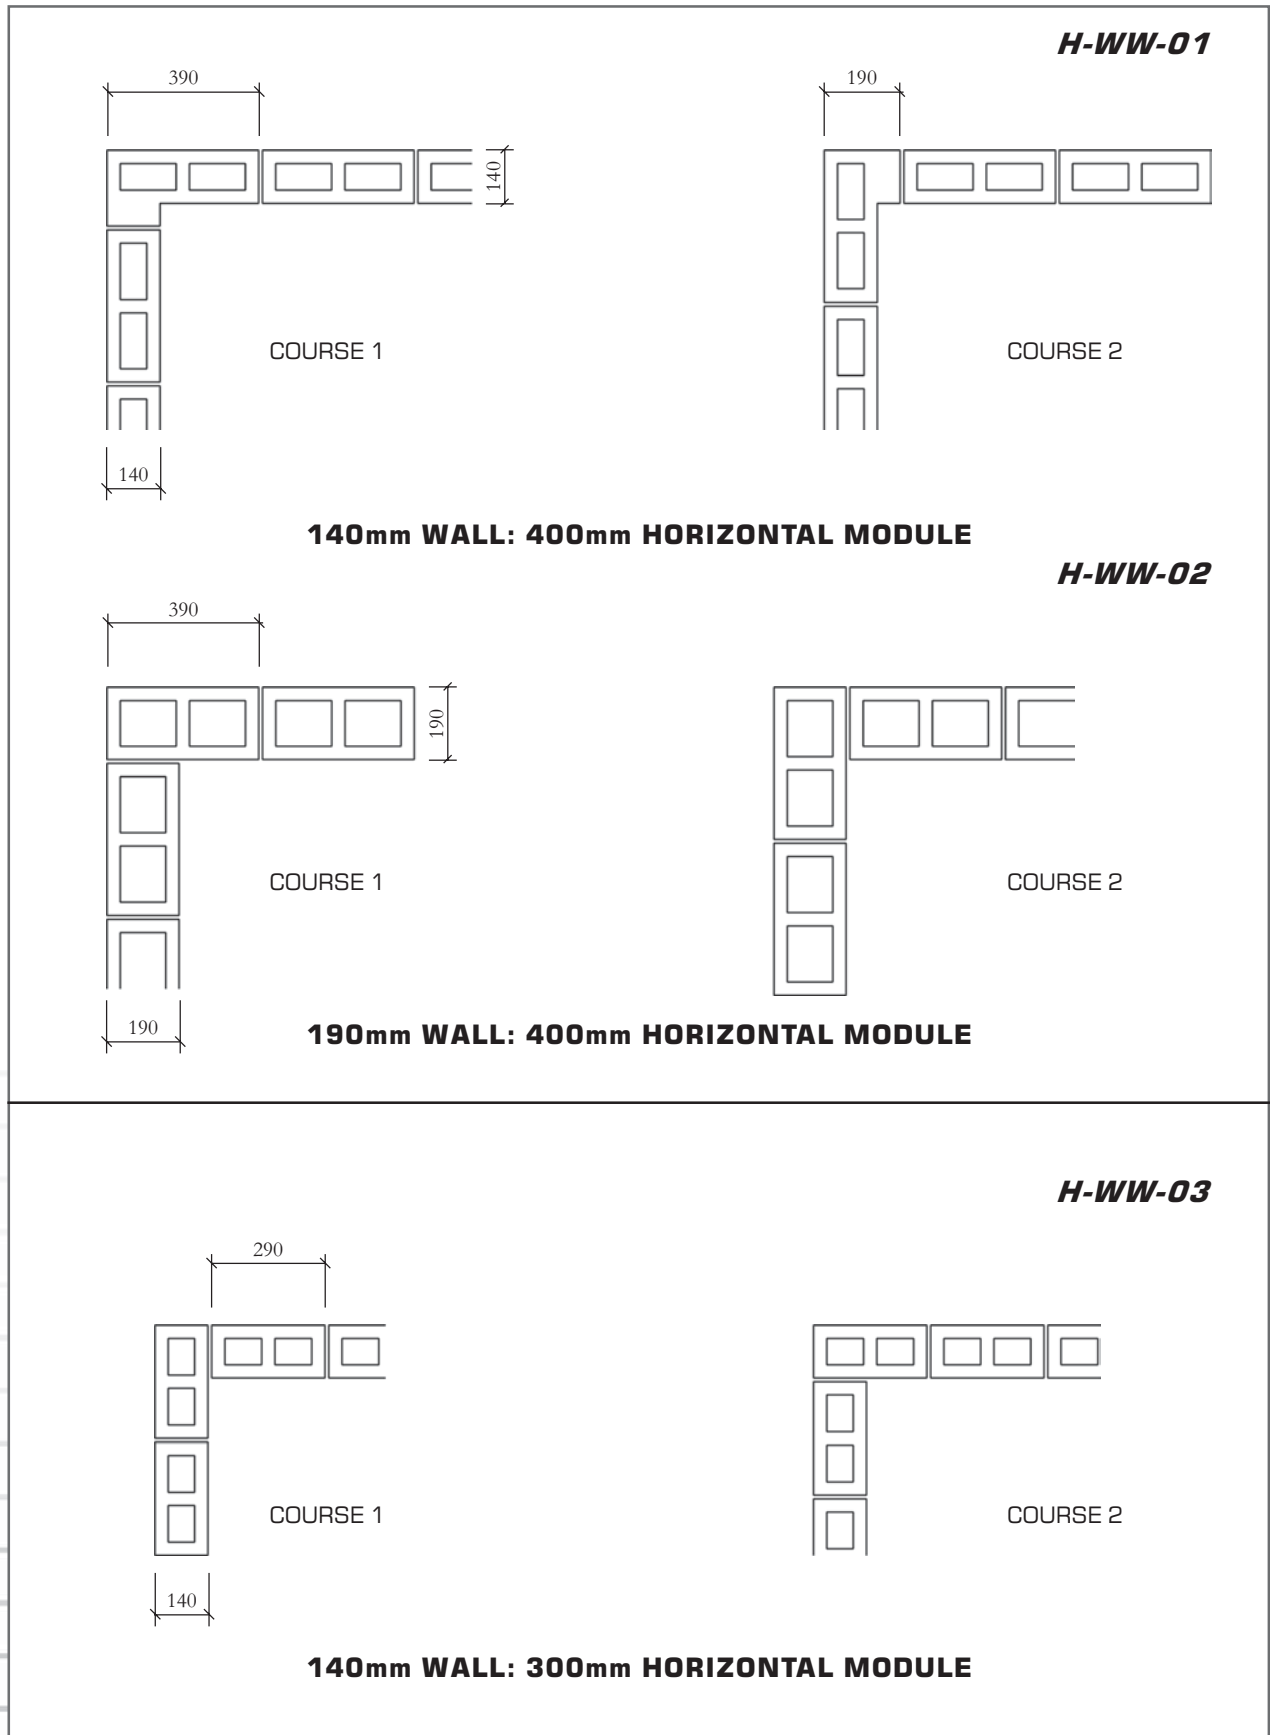 H-WW-01
390
190
140
COURSE 1
COURSE 2
140
140mm WALL: 400mm HORIZONTAL MODULE
H-WW-02
390
190
COURSE 1
COURSE 2
190
190mm WALL: 400mm HORIZONTAL MODULE
H-WW-03
290
COURSE 1
COURSE 2
140
140mm WALL: 300mm HORIZONTAL MODULE